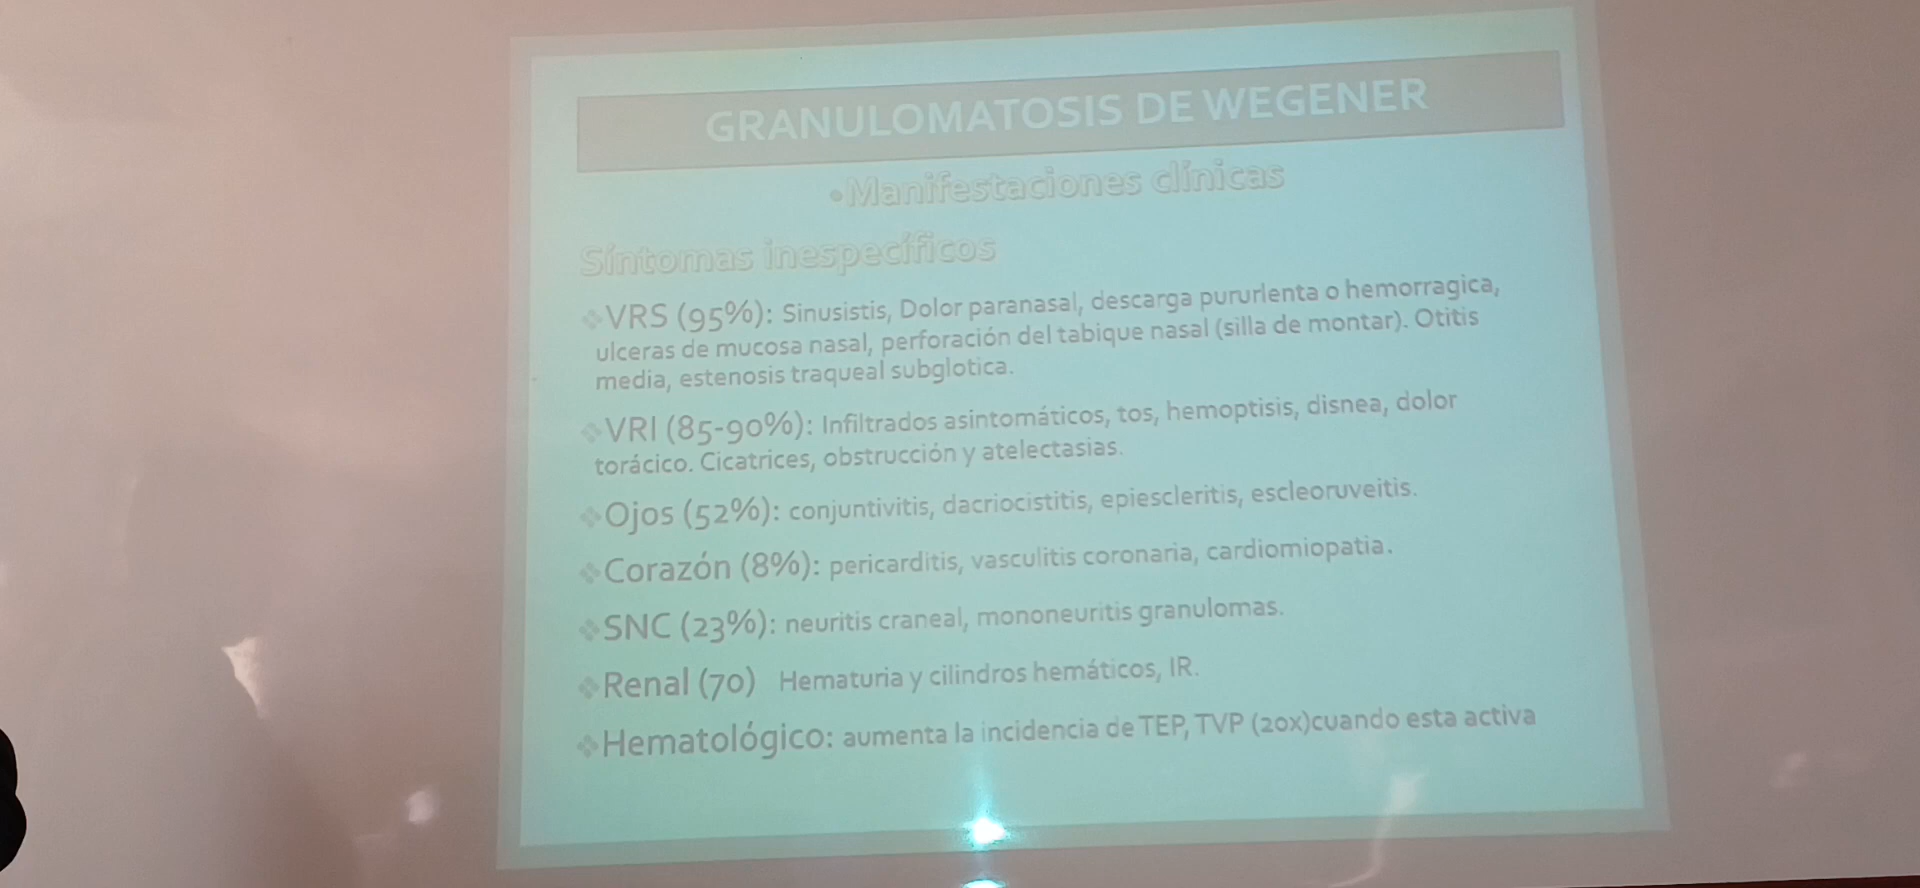 GRANULOMATOSIS DE WEGENER
•Manifestaciones clínicas
Síntomas inespecíficos
❖VRS (95%): Sinusistis, Dolor paranasal, descarga pururlenta o hemorragica,
ulceras de mucosa nasal, perforación del tabique nasal (silla de montar). Otitis
media, estenosis traqueal subglotica.
❖VRI (85-90%): Infiltrados asintomáticos, tos, hemoptisis, disnea, dolor
torácico. Cicatrices, obstrucción y atelectasias.
❖Ojos (52%): conjuntivitis, dacriocistitis, epiescleritis, escleoruveitis.
❖Corazón (8%): pericarditis, vasculitis coronaria, cardiomiopatia.
❖SNC (23%): neuritis craneal, mononeuritis granulomas.
❖Renal (70) Hematuria y cilindros hemáticos, IR.
❖Hematológico: aumenta la incidencia de TEP, TVP (20x)cuando esta activa